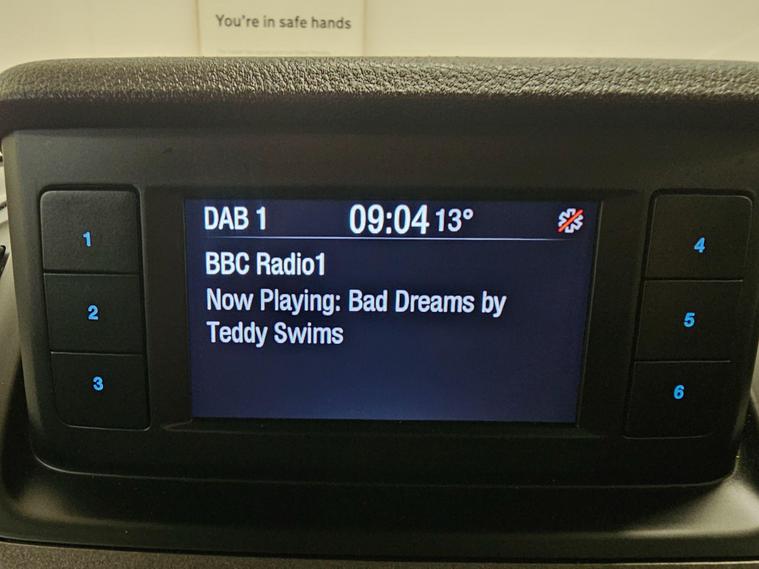 You're in safe hands
DAB 1 09:04 13°
BBC Radio1
Now Playing: Bad Dreams by
Teddy Swims
1
2
3
4
5
6